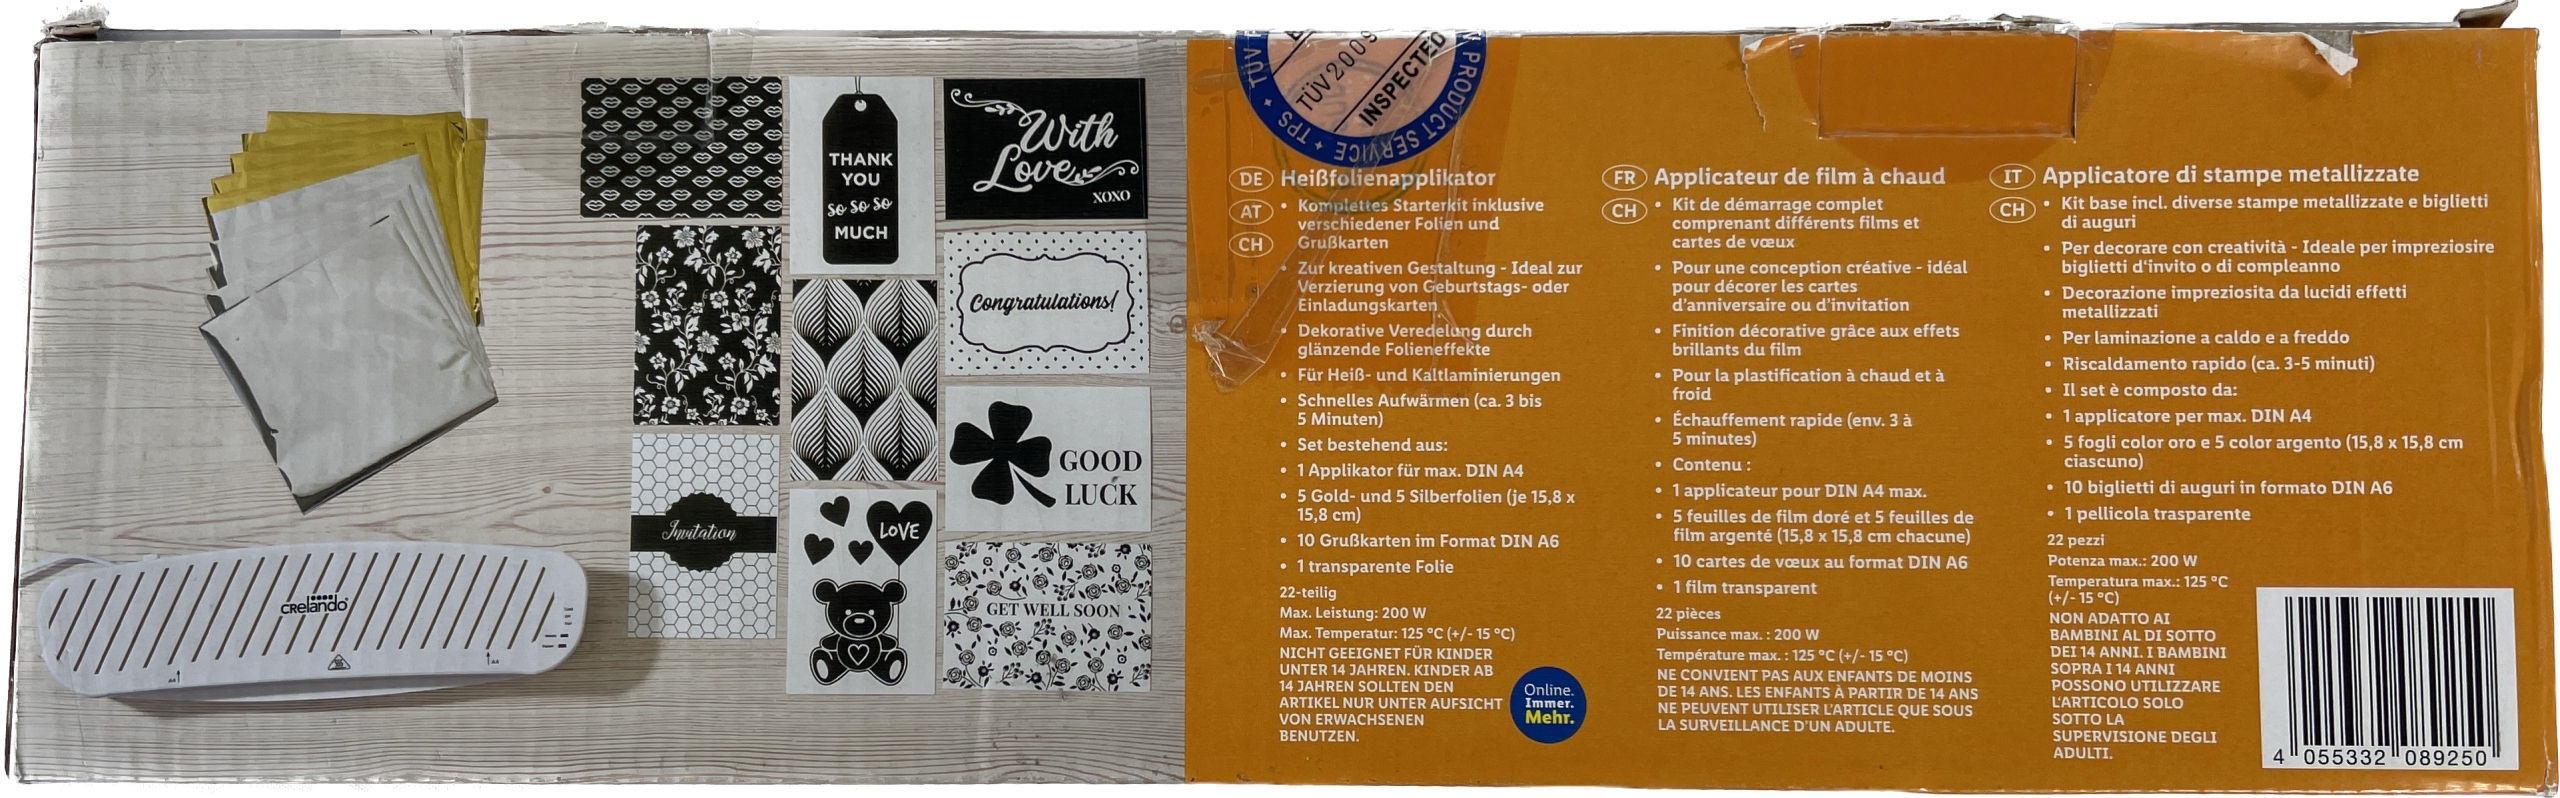 THANK
YOU
so so so
MUCH
With
Love
XOXO
Congratulations!
GOOD
LUCK
Invitation
LOVE
GET WELL SOON
crelando®
A4
A4
TÜV
TÜV 2009
INSPECTED
PRODUCT SERVICE + TPS +
DE
AT
CH
Heißfolienapplikator
• Komplettes Starterkit inklusive
verschiedener Folien und
Grußkarten
• Zur kreativen Gestaltung - Ideal zur
Verzierung von Geburtstags- oder
Einladungskarten
• Dekorative Veredelung durch
glänzende Folieneffekte
• Für Heiß- und Kaltlaminierungen
• Schnelles Aufwärmen (ca. 3 bis
5 Minuten)
• Set bestehend aus:
• 1 Applikator für max. DIN A4
• 5 Gold- und 5 Silberfolien (je 15,8 x
15,8 cm)
• 10 Grußkarten im Format DIN A6
• 1 transparente Folie
22-teilig
Max. Leistung: 200 W
Max. Temperatur: 125 °C (+/- 15 °C)
NICHT GEEIGNET FÜR KINDER
UNTER 14 JAHREN. KINDER AB
14 JAHREN SOLLTEN DEN
ARTIKEL NUR UNTER AUFSICHT
VON ERWACHSENEN
BENUTZEN.
Online.
Immer.
Mehr.
FR
CH
Applicateur de film à chaud
• Kit de démarrage complet
comprenant différents films et
cartes de vœux
• Pour une conception créative - idéal
pour décorer les cartes
d'anniversaire ou d'invitation
• Finition décorative grâce aux effets
brillants du film
• Pour la plastification à chaud et à
froid
• Échauffement rapide (env. 3 à
5 minutes)
• Contenu :
• 1 applicateur pour DIN A4 max.
• 5 feuilles de film doré et 5 feuilles de
film argenté (15,8 x 15,8 cm chacune)
• 10 cartes de vœux au format DIN A6
• 1 film transparent
22 pièces
Puissance max. : 200 W
Température max. : 125 °C (+/- 15 °C)
NE CONVIENT PAS AUX ENFANTS DE MOINS
DE 14 ANS. LES ENFANTS À PARTIR DE 14 ANS
NE PEUVENT UTILISER L'ARTICLE QUE SOUS
LA SURVEILLANCE D'UN ADULTE.
IT
CH
Applicatore di stampe metallizzate
• Kit base incl. diverse stampe metallizzate e biglietti
di auguri
• Per decorare con creatività - Ideale per impreziosire
biglietti d'invito o di compleanno
• Decorazione impreziosita da lucidi effetti
metallizzati
• Per laminazione a caldo e a freddo
• Riscaldamento rapido (ca. 3-5 minuti)
• Il set è composto da:
• 1 applicatore per max. DIN A4
• 5 fogli color oro e 5 color argento (15,8 x 15,8 cm
ciascuno)
• 10 biglietti di auguri in formato DIN A6
• 1 pellicola trasparente
22 pezzi
Potenza max.: 200 W
Temperatura max.: 125 °C
(+/- 15 °C)
NON ADATTO AI
BAMBINI AL DI SOTTO
DEI 14 ANNI. I BAMBINI
SOPRA I 14 ANNI
POSSONO UTILIZZARE
L'ARTICOLO SOLO
SOTTO LA
SUPERVISIONE DEGLI
ADULTI.
4 055332 089250